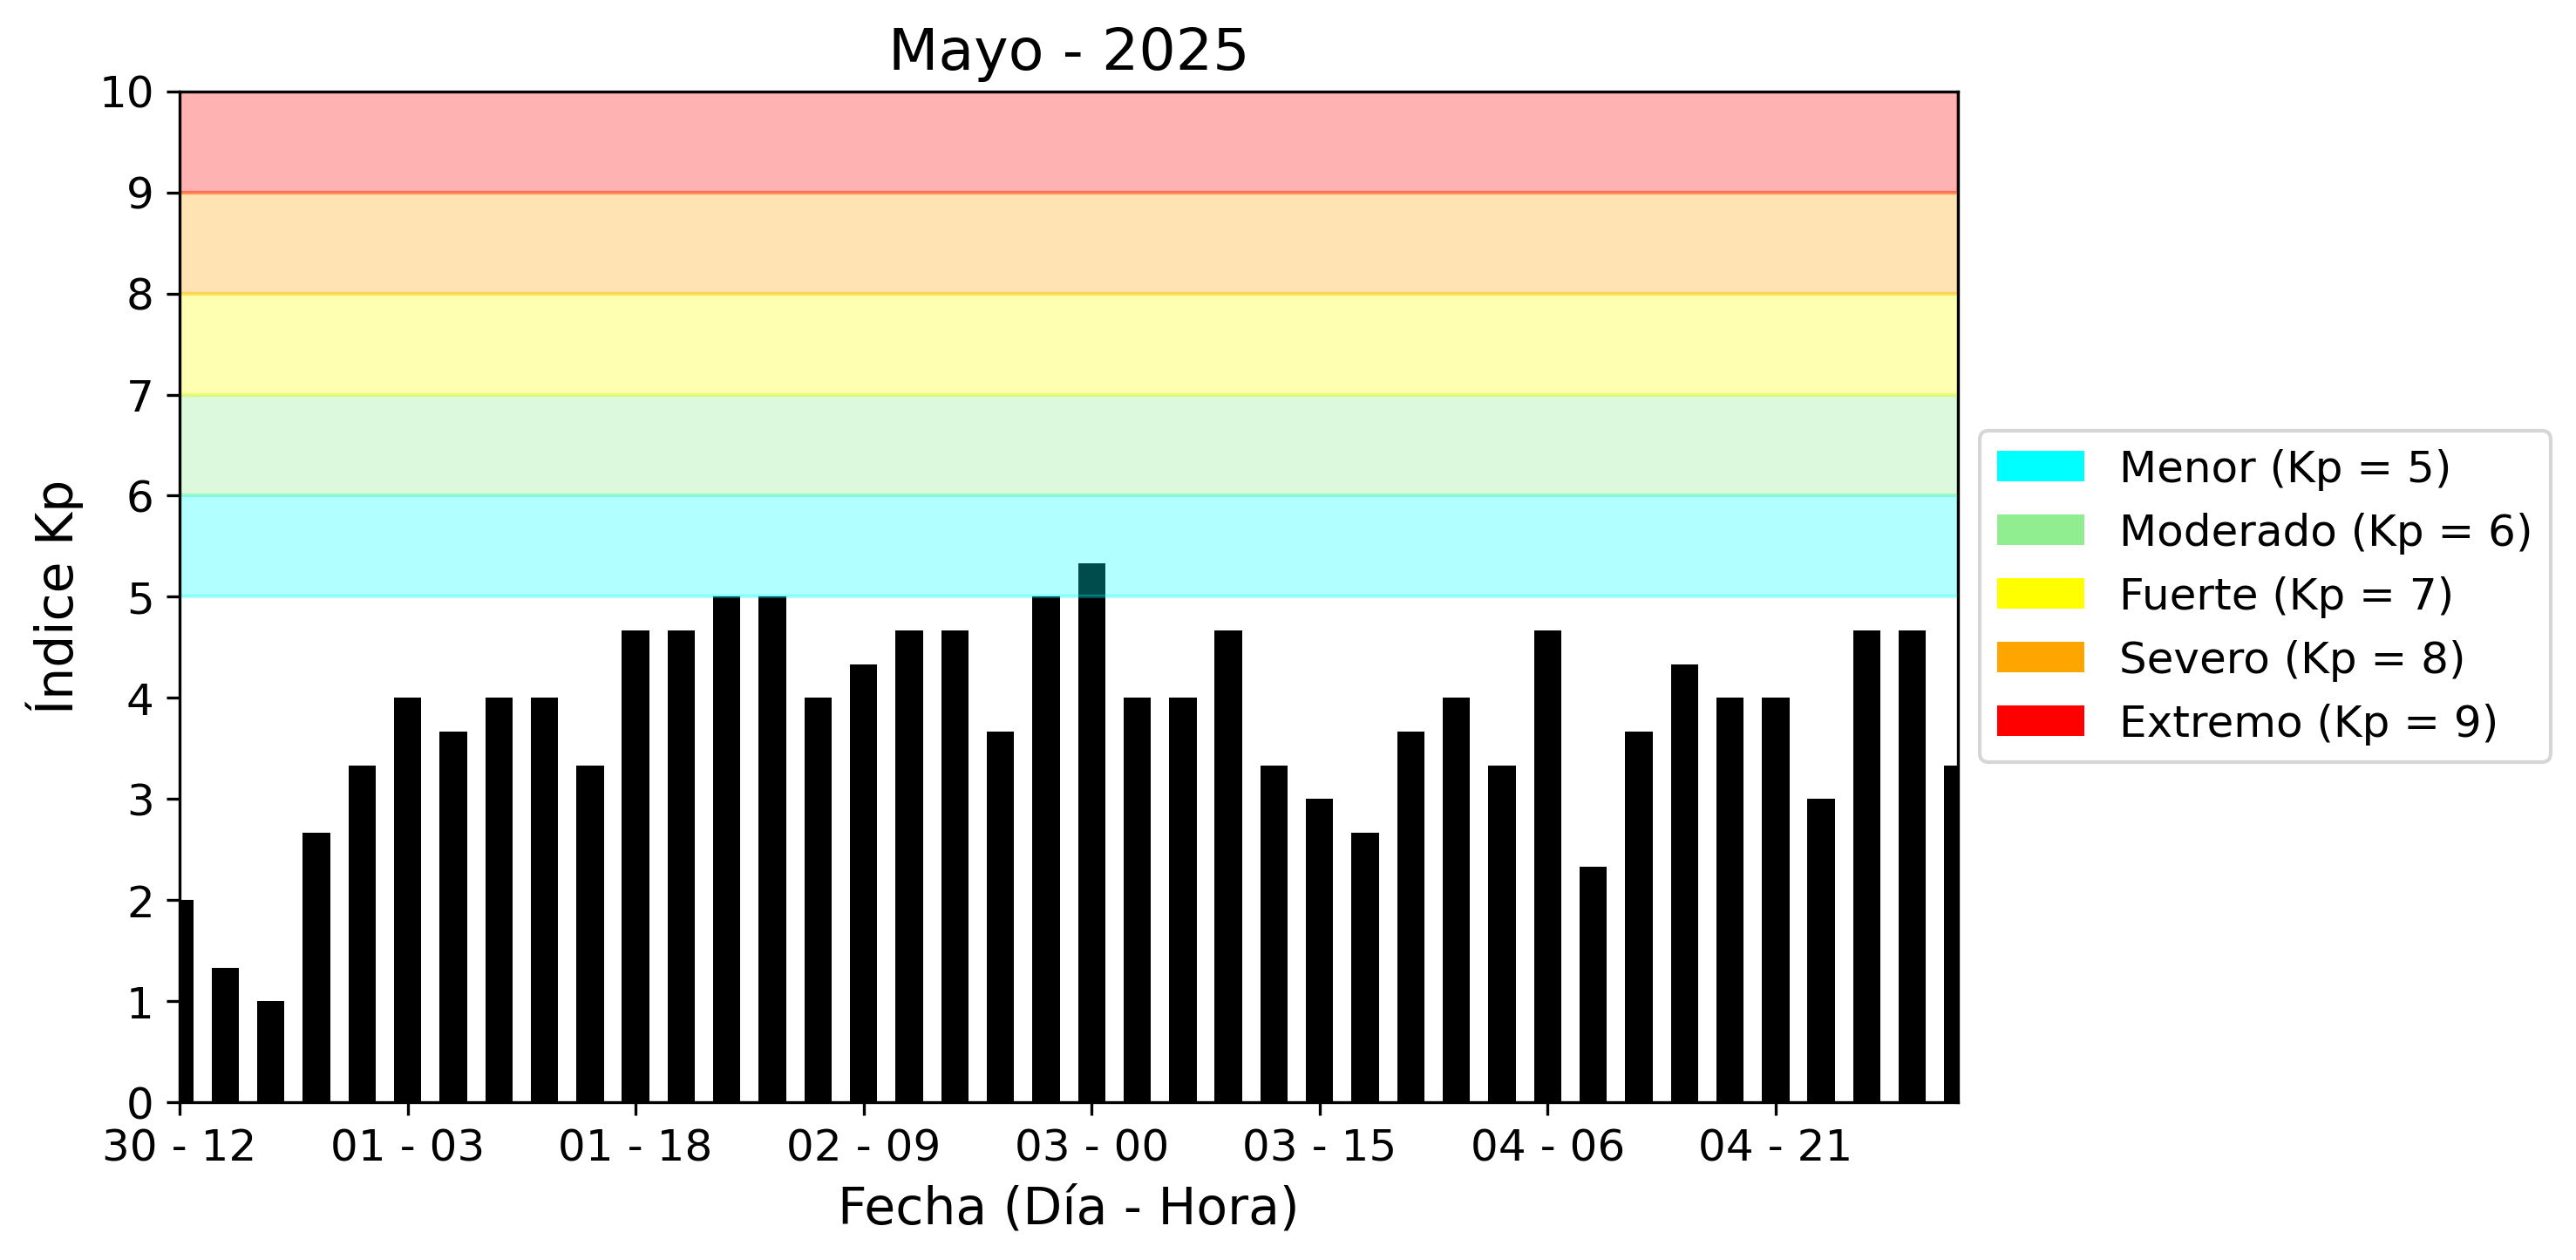 Mayo - 2025
10
9
8
7
6
5
4
3
2
1
0
Índice Kp
30 - 12
01 - 03
01 - 18
02 - 09
03 - 00
03 - 15
04 - 06
04 - 21
Fecha (Día - Hora)
Menor (Kp = 5)
Moderado (Kp = 6)
Fuerte (Kp = 7)
Severo (Kp = 8)
Extremo (Kp = 9)